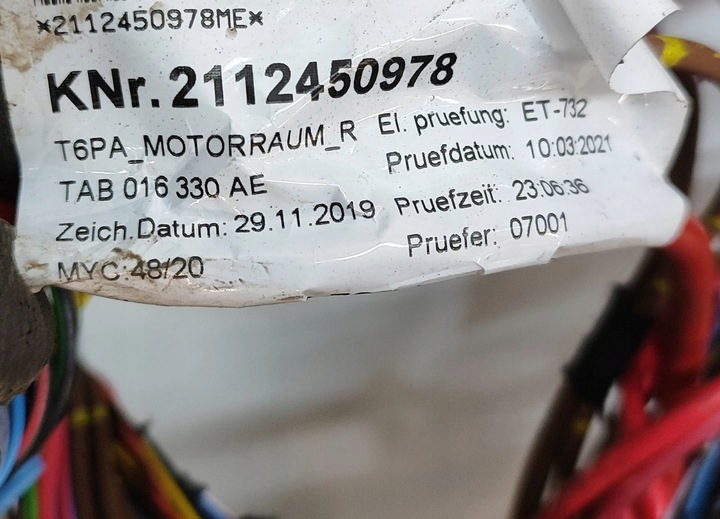 *2112450978ME*
KNr. 2112450978
T6PA_MOTORRAUM_R El. pruefung: ET-732
TAB 016 330 AE Pruefdatum: 10.03.2021
Zeich.Datum: 29.11.2019 Pruefzeit: 23:06:36
MYC:48/20 Pruefer: 07001